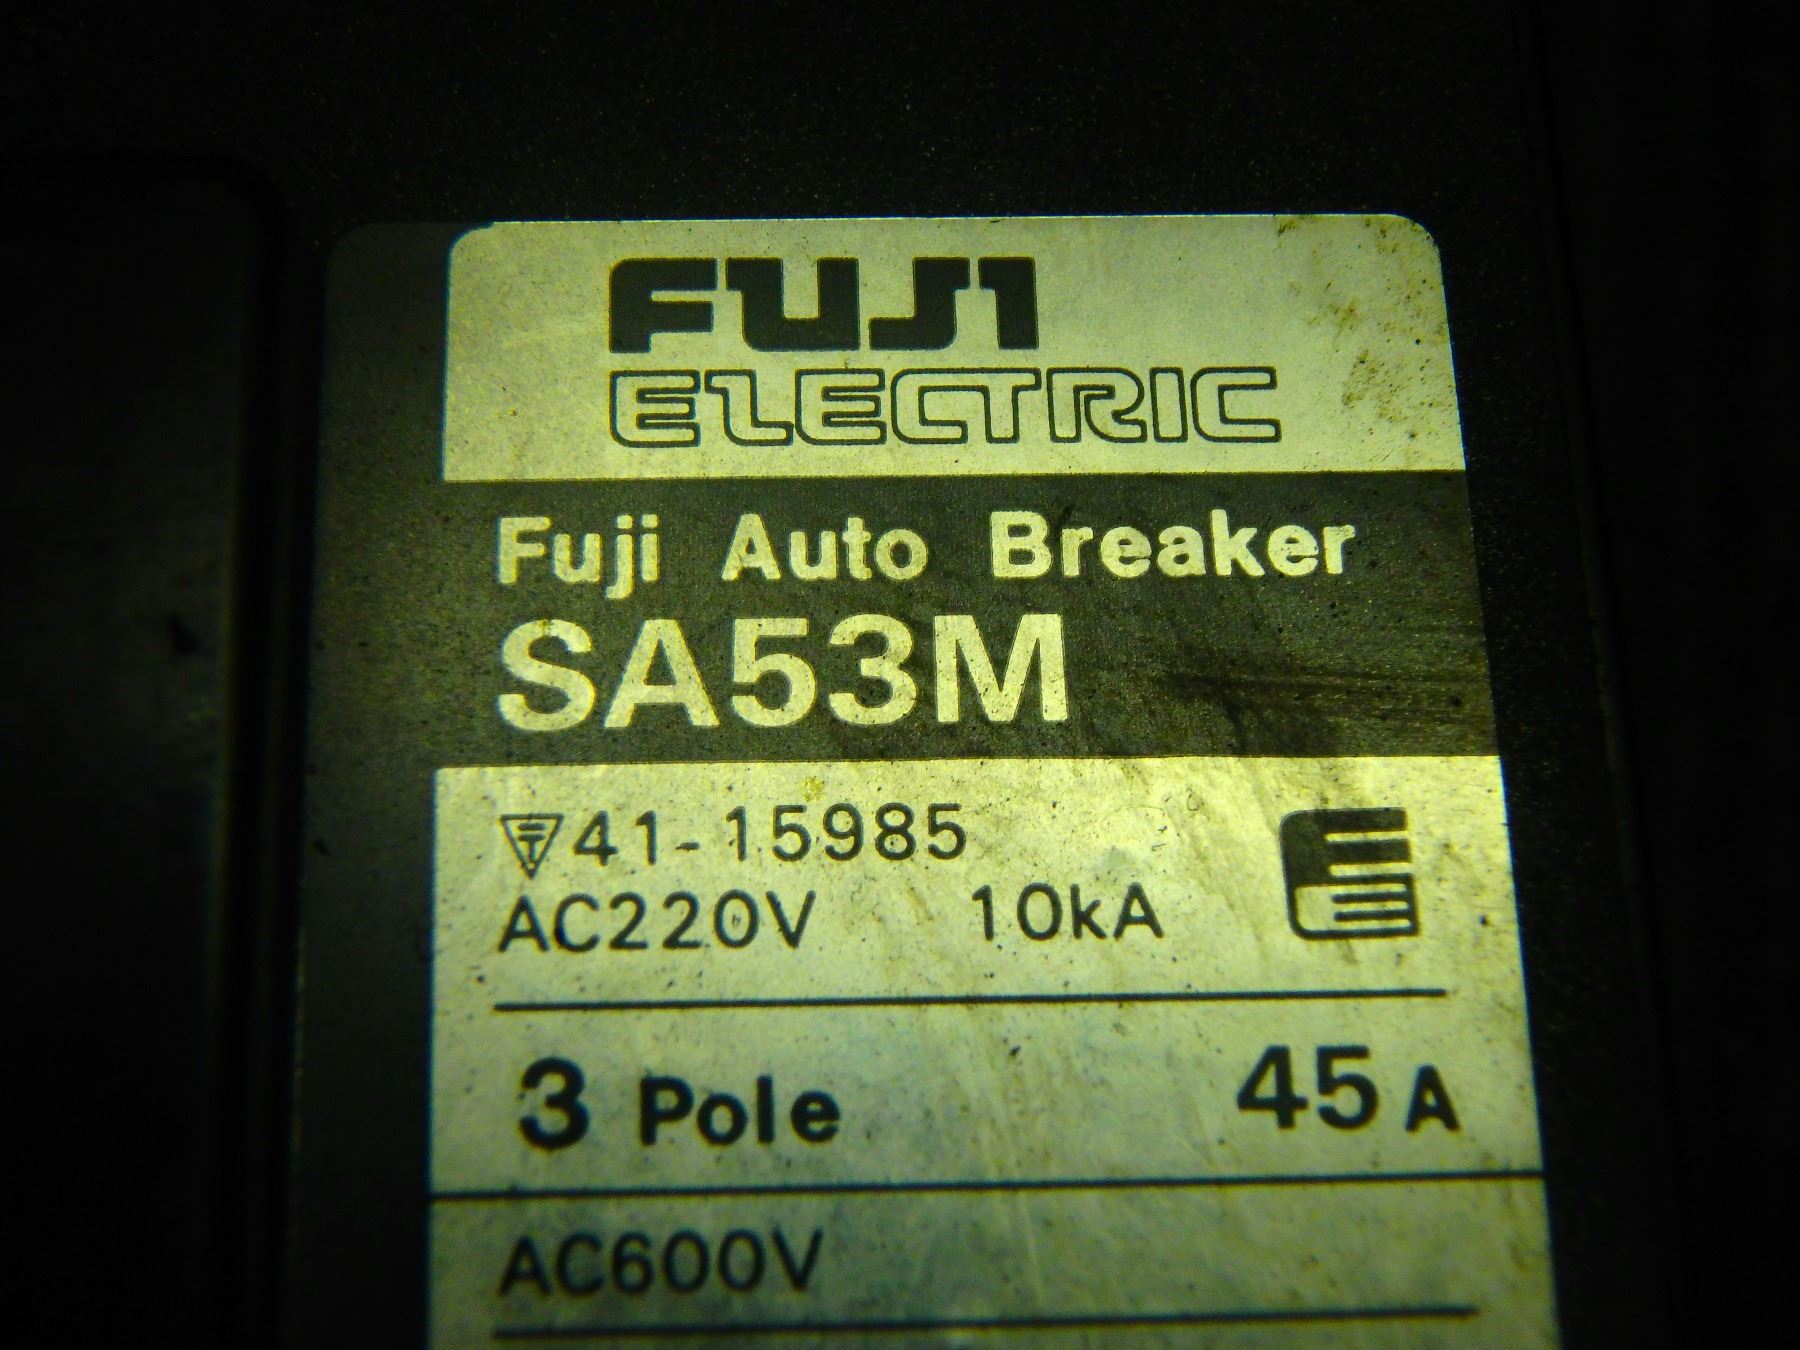 FUJI
ELECTRIC
Fuji Auto Breaker
SA53M
41-15985
AC220V 10kA
3 Pole 45A
AC600V